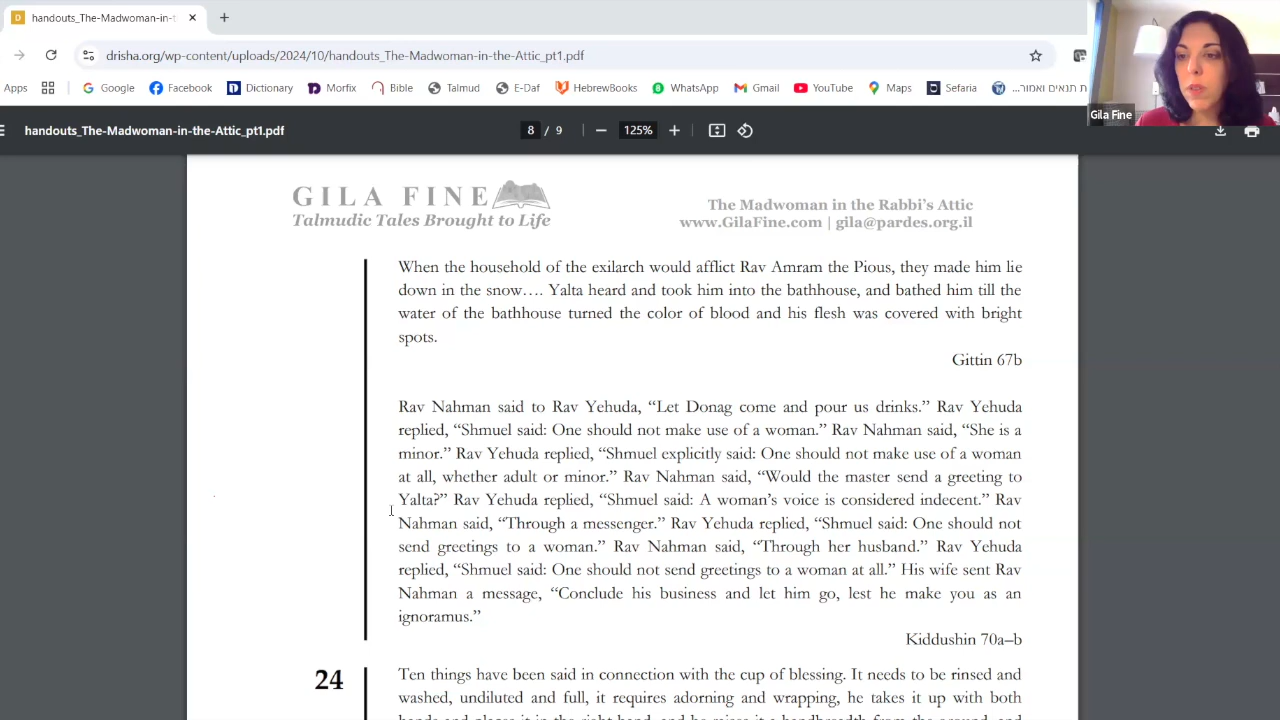 handouts_The-Madwoman-in-t
drisha.org/wp-content/uploads/2024/10/handouts_The-Madwoman-in-the-Attic_pt1.pdf
Apps Google Facebook Dictionary Morfix Bible Talmud E-Daf HebrewBooks WhatsApp Gmail YouTube Maps Sefaria ת תנאים ואמור...
Gila Fine
handouts_The-Madwoman-in-the-Attic_pt1.pdf 8 / 9 125%
GILA FINE
Talmudic Tales Brought to Life
The Madwoman in the Rabbi's Attic
www.GilaFine.com | gila@pardes.org.il
When the household of the exilarch would afflict Rav Amram the Pious, they made him lie
down in the snow…. Yalta heard and took him into the bathhouse, and bathed him till the
water of the bathhouse turned the color of blood and his flesh was covered with bright
spots.
Gittin 67b
Rav Nahman said to Rav Yehuda, “Let Donag come and pour us drinks.” Rav Yehuda
replied, “Shmuel said: One should not make use of a woman.” Rav Nahman said, “She is a
minor.” Rav Yehuda replied, “Shmuel explicitly said: One should not make use of a woman
at all, whether adult or minor.” Rav Nahman said, “Would the master send a greeting to
Yalta?” Rav Yehuda replied, “Shmuel said: A woman's voice is considered indecent.” Rav
Nahman said, “Through a messenger.” Rav Yehuda replied, “Shmuel said: One should not
send greetings to a woman.” Rav Nahman said, “Through her husband.” Rav Yehuda
replied, “Shmuel said: One should not send greetings to a woman at all.” His wife sent Rav
Nahman a message, “Conclude his business and let him go, lest he make you as an
ignoramus.”
Kiddushin 70a–b
24
Ten things have been said in connection with the cup of blessing. It needs to be rinsed and
washed, undiluted and full, it requires adorning and wrapping, he takes it up with both